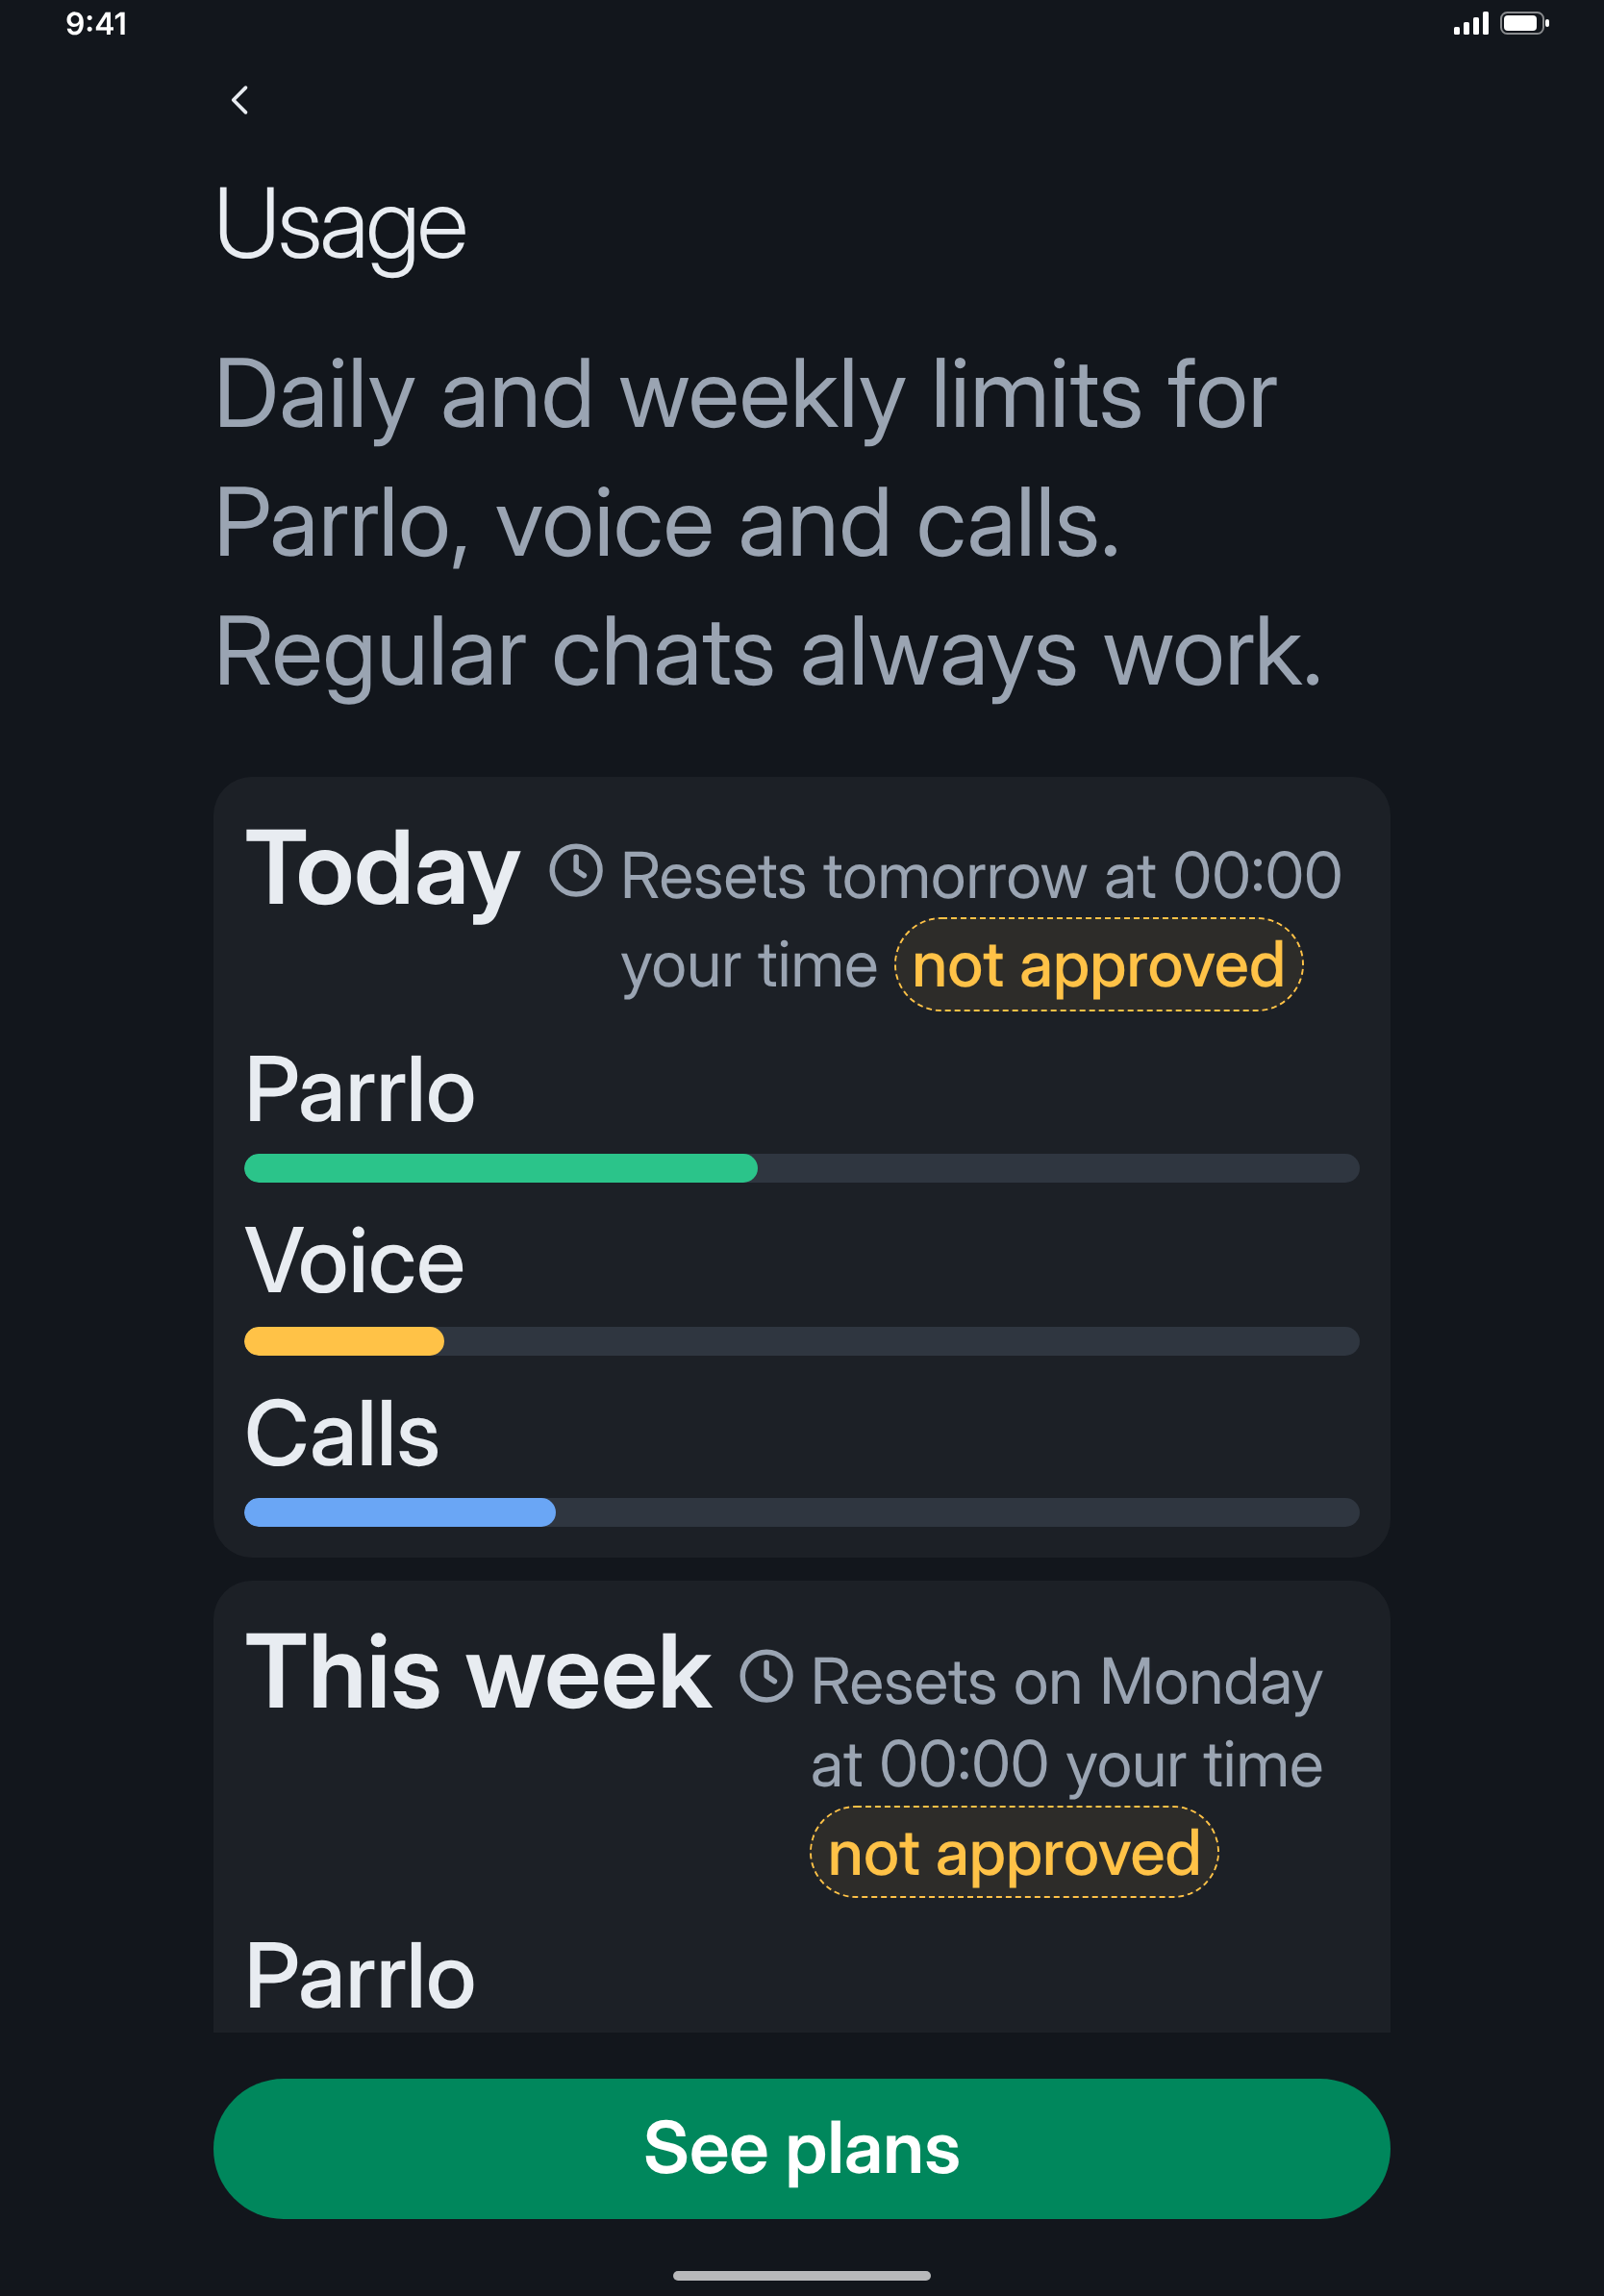 9:41
Usage
Daily and weekly limits for
Parrlo, voice and calls.
Regular chats always work.
Today
Resets tomorrow at 00:00
your time not approved
Parrlo
Voice
Calls
This week
Resets on Monday
at 00:00 your time
not approved
Parrlo
See plans